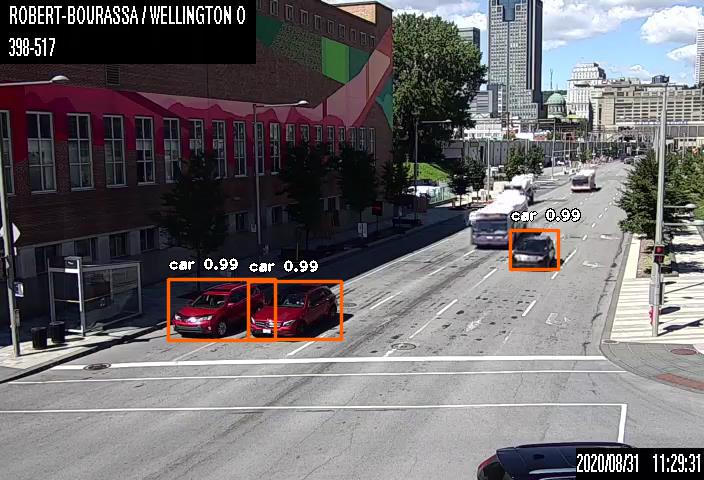 ROBERT-BOURASSA / WELLINGTON O
398-517
car 0.99
car 0.99
car 0.99
2020/08/31 11:29:31